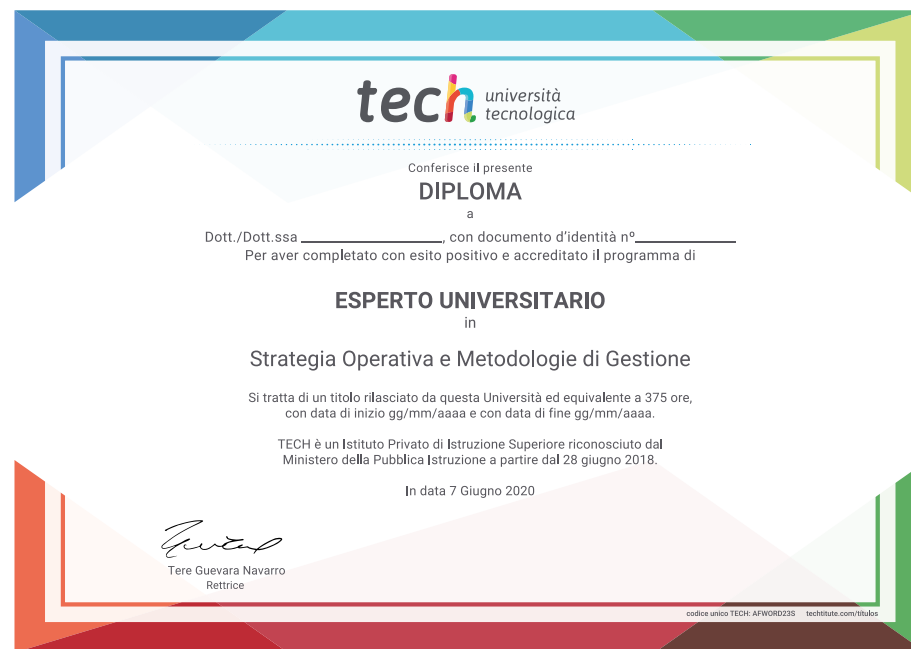 tech università
tecnologica
Conferisce il presente
DIPLOMA
a
Dott./Dott.ssa ____________________, con documento d'identità nº______________
Per aver completato con esito positivo e accreditato il programma di
ESPERTO UNIVERSITARIO
in
Strategia Operativa e Metodologie di Gestione
Si tratta di un titolo rilasciato da questa Università ed equivalente a 375 ore,
con data di inizio gg/mm/aaaa e con data di fine gg/mm/aaaa.
TECH è un Istituto Privato di Istruzione Superiore riconosciuto dal
Ministero della Pubblica Istruzione a partire dal 28 giugno 2018.
In data 7 Giugno 2020
Tere Guevara Navarro
Rettrice
codice unico TECH: AFWORD23S techtitute.com/titulos